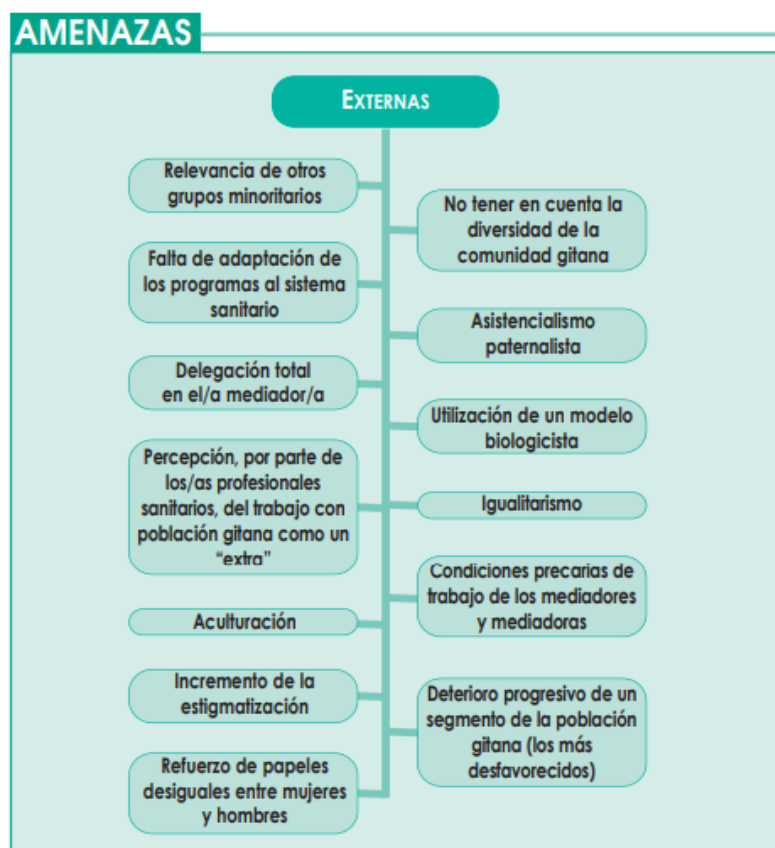 AMENAZAS
EXTERNAS
Relevancia de otros
grupos minoritarios
No tener en cuenta la
diversidad de la
comunidad gitana
Falta de adaptación de
los programas al sistema
sanitario
Asistencialismo
paternalista
Delegación total
en el/a mediador/a
Utilización de un modelo
biologicista
Percepción, por parte de
los/as profesionales
sanitarios, del trabajo con
población gitana como un
“extra”
Igualitarismo
Condiciones precarias de
trabajo de los mediadores
y mediadoras
Aculturación
Incremento de la
estigmatización
Deterioro progresivo de un
segmento de la población
gitana (los más
desfavorecidos)
Refuerzo de papeles
desiguales entre mujeres
y hombres